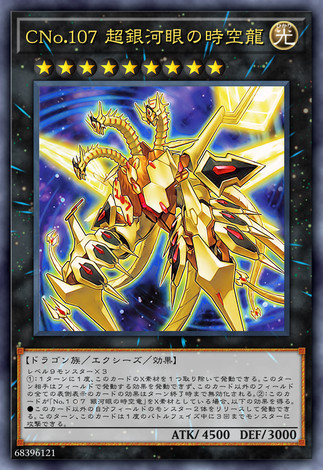 CNo.107 超銀河眼の時空龍
光
【ドラゴン族／エクシーズ／効果】
レベル9モンスター×3
①：1ターンに1度、このカードのX素材を1つ取り除いて発動できる。このターン相手はフィールドで発動する効果を発動できず、このカード以外のフィールドの全ての表側表示のカードの効果はターン終了時まで無効化される。②：このカードが「No.107 銀河眼の時空竜」をX素材としている場合、以下の効果を得る。
●このカード以外の自分フィールドのモンスター2体をリリースして発動できる。このターン、このカードは1度のバトルフェイズ中に3回までモンスターに攻撃できる。
ATK/ 4500 DEF/3000
68396121